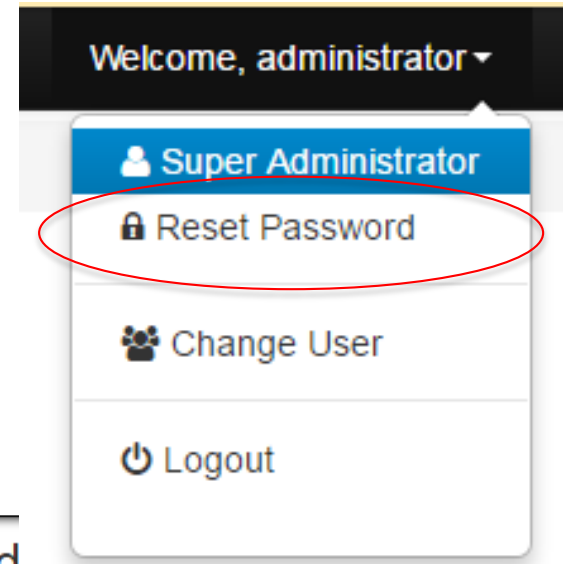 Welcome, administrator
Super Administrator
Reset Password
Change User
Logout
d